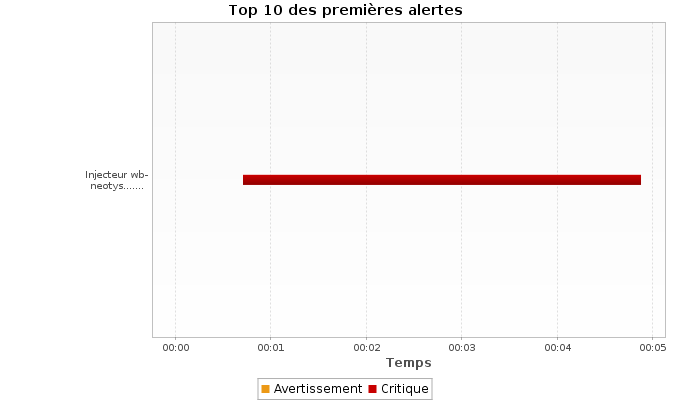 Top 10 des premières alertes
Injecteur wb-
neotys.......
00:00 00:01 00:02 00:03 00:04 00:05
Temps
Avertissement Critique